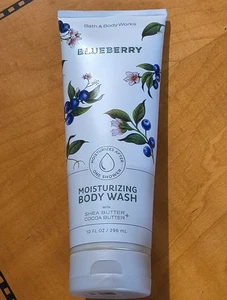 Bath & Body Works
BLUEBERRY
MOISTURIZES AFTER
ONE SHOWER
MOISTURIZING
BODY WASH
with
SHEA BUTTER +
COCOA BUTTER
10 FL OZ / 296 mL